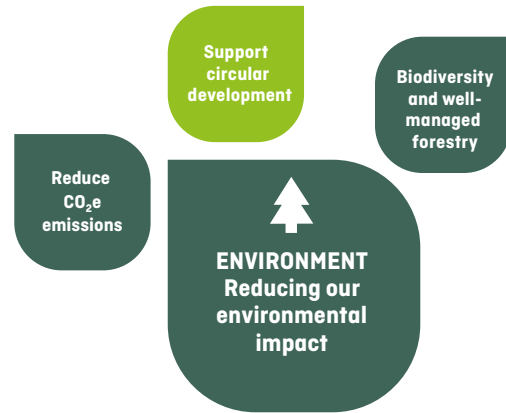 Support
circular
development
Biodiversity
and well-
managed
forestry
Reduce
CO₂e
emissions
ENVIRONMENT
Reducing our
environmental
impact